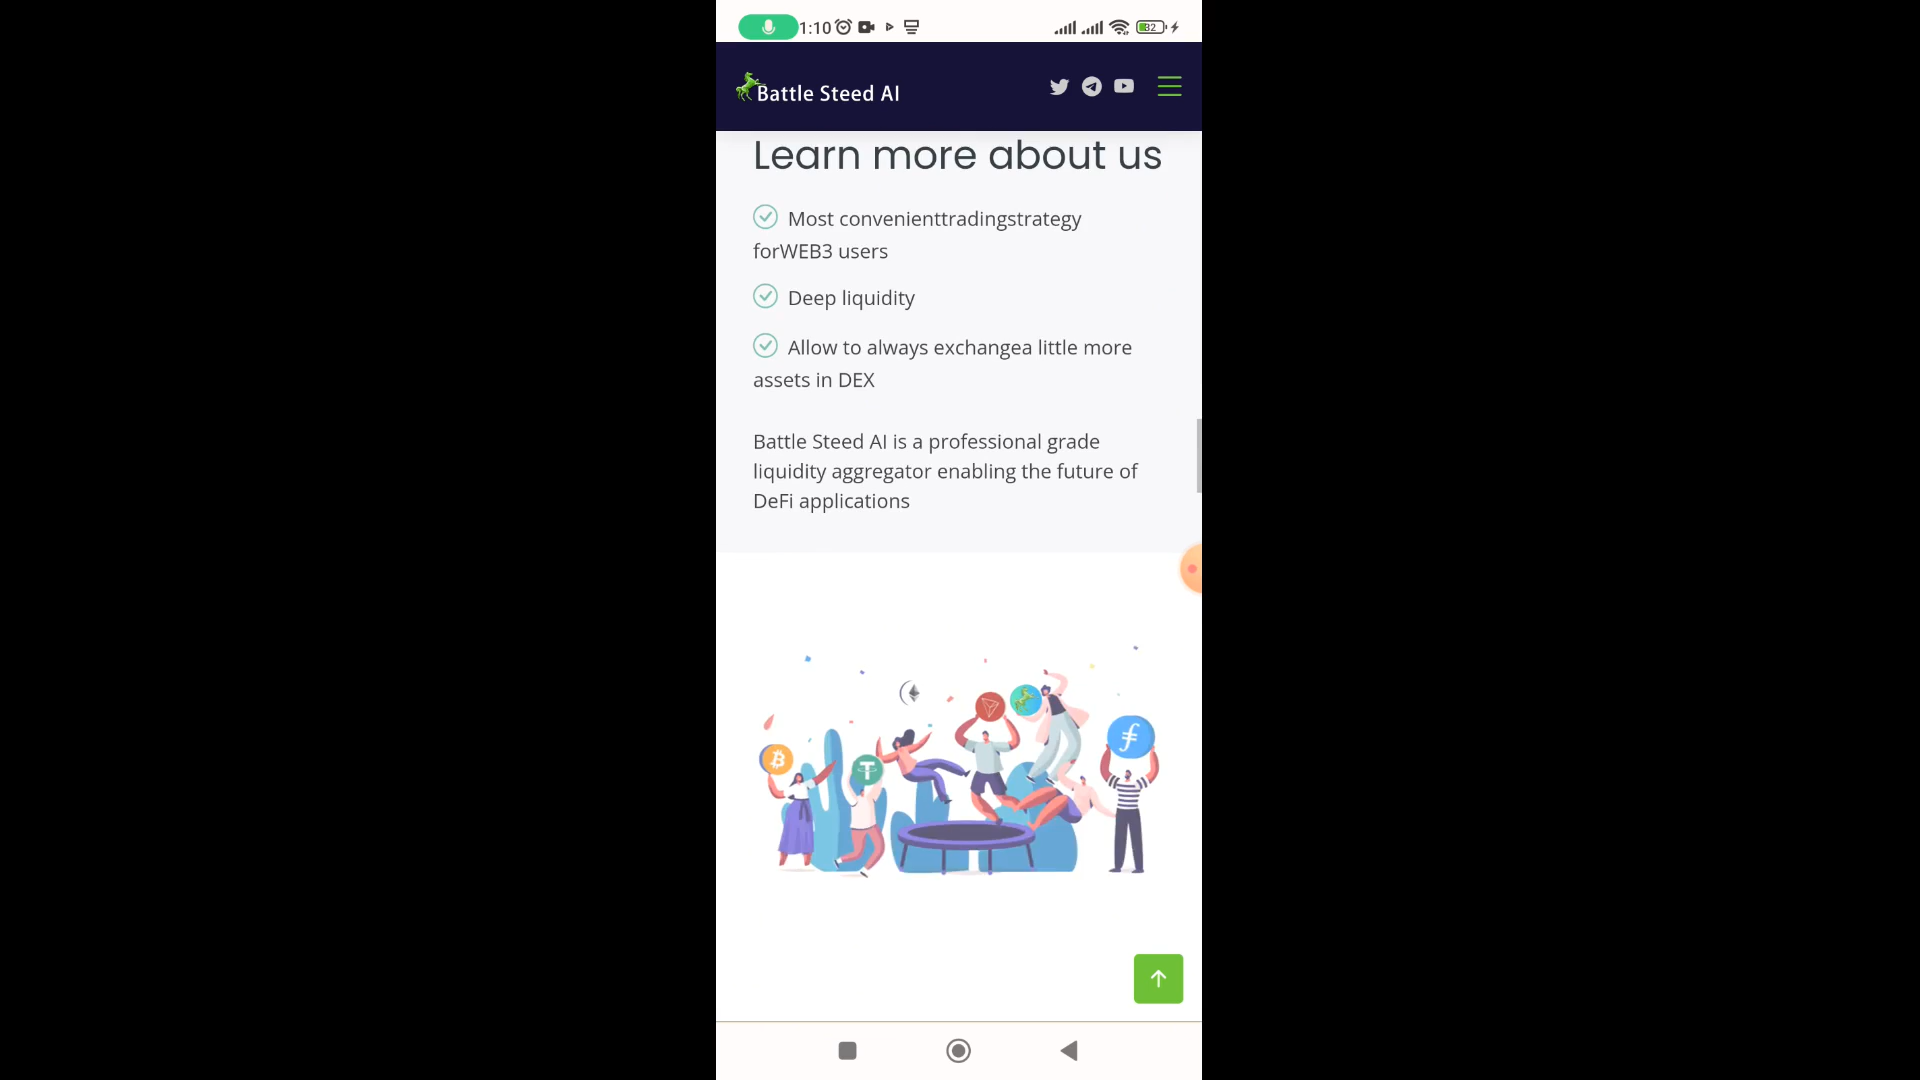 1:10
32
Battle Steed AI
Learn more about us
Most convenienttradingstrategy
forWEB3 users
Deep liquidity
Allow to always exchangea little more
assets in DEX
Battle Steed AI is a professional grade
liquidity aggregator enabling the future of
DeFi applications